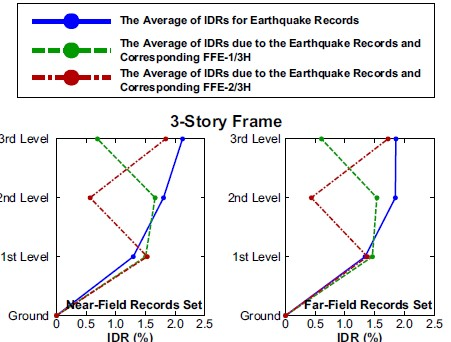 The Average of IDRs for Earthquake Records
The Average of IDRs due to the Earthquake Records and
Corresponding FFE-1/3H
The Average of IDRs due to the Earthquake Records and
Corresponding FFE-2/3H
3-Story Frame
3rd Level
2nd Level
1st Level
Ground
Near-Field Records Set
0 0.5 1.0 1.5 2.0 2.5
IDR (%)
3rd Level
2nd Level
1st Level
Ground
Far-Field Records Set
0 0.5 1.0 1.5 2.0 2.5
IDR (%)